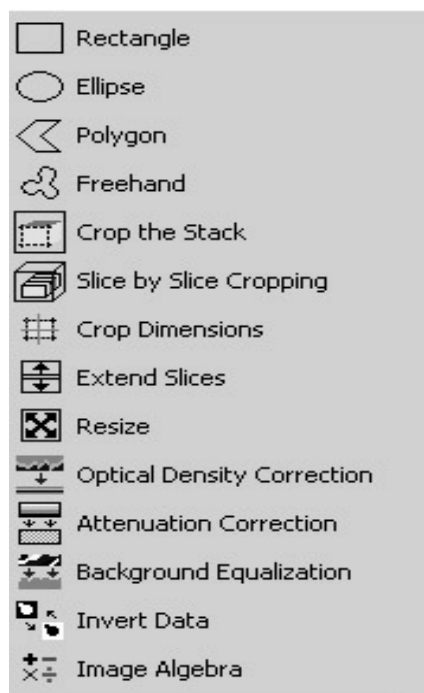 Rectangle
Ellipse
Polygon
Freehand
Crop the Stack
Slice by Slice Cropping
Crop Dimensions
Extend Slices
Resize
Optical Density Correction
Attenuation Correction
Background Equalization
Invert Data
Image Algebra